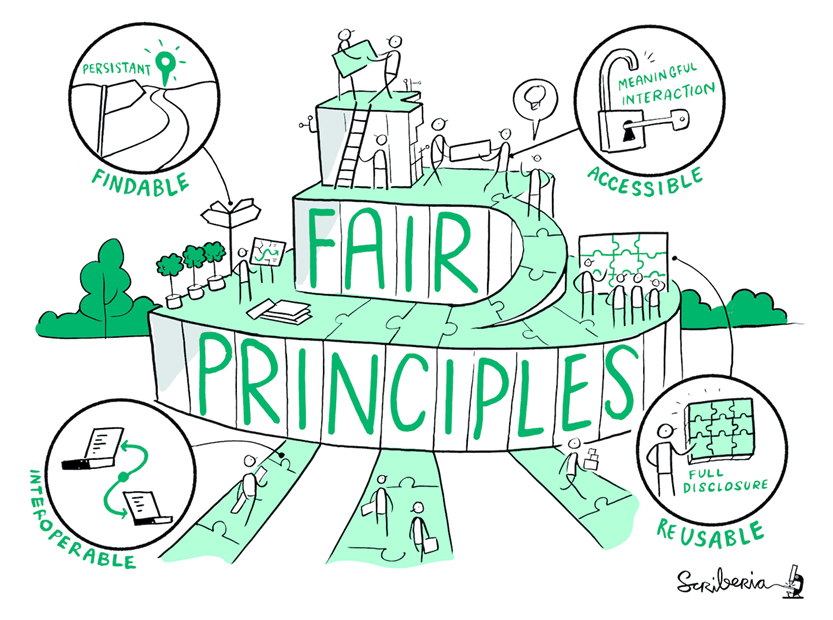 PERSISTANT
FINDABLE
MEANINGFUL
INTERACTION
ACCESSIBLE
FAIR
PRINCIPLES
INTEROPERABLE
FULL
DISCLOSURE
REUSABLE
Scriberia